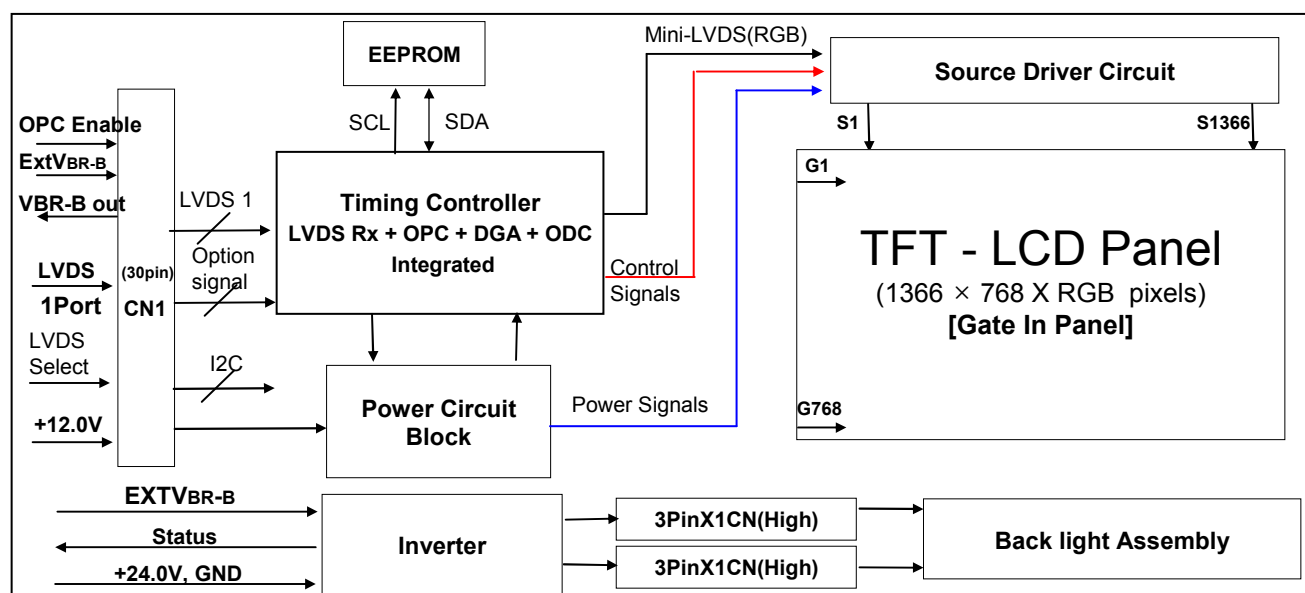 EEPROM
Mini-LVDS(RGB)
Source Driver Circuit
SCL
SDA
S1
S1366
OPC Enable
ExtVBR-B
VBR-B out
LVDS
1Port
LVDS
Select
+12.0V
(30pin)
CN1
LVDS 1
Option
signal
I2C
Timing Controller
LVDS Rx + OPC + DGA + ODC
Integrated
Control
Signals
Power Circuit
Block
Power Signals
G1
TFT - LCD Panel
(1366 × 768 X RGB pixels)
[Gate In Panel]
G768
EXTVBR-B
Status
+24.0V, GND
Inverter
3PinX1CN(High)
3PinX1CN(High)
Back light Assembly